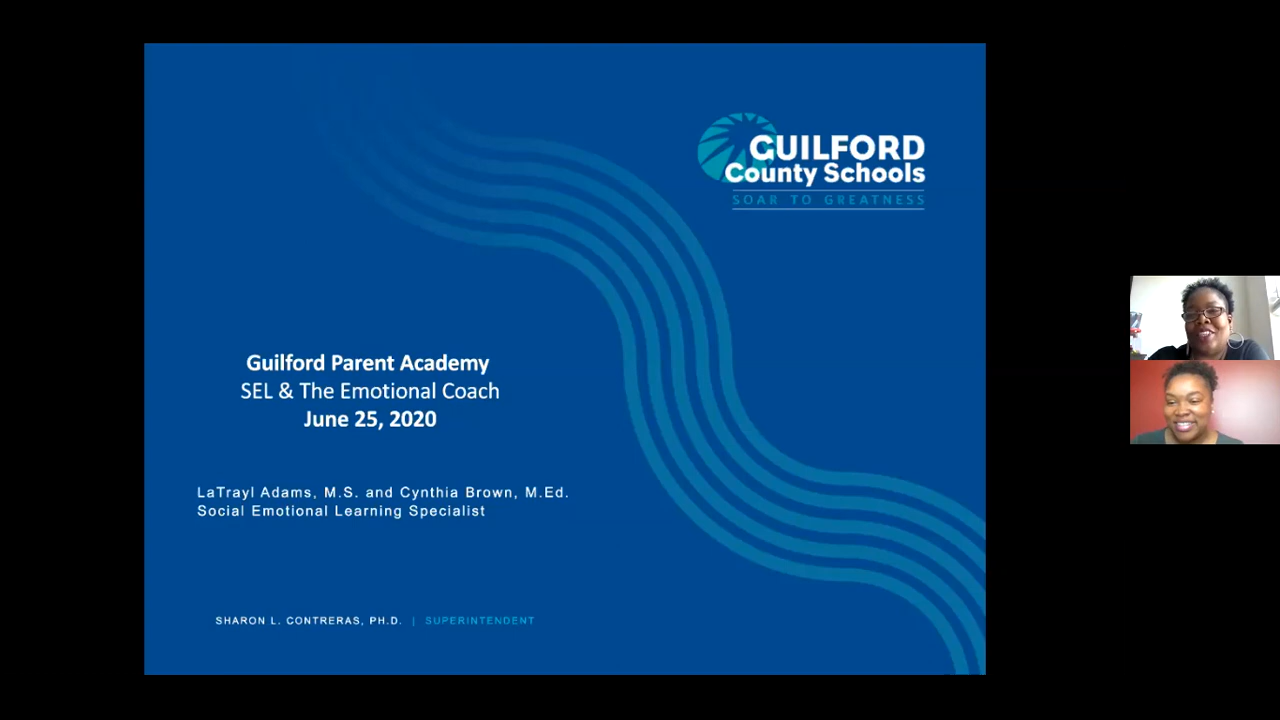 GUILFORD
County Schools
SOAR TO GREATNESS
Guilford Parent Academy
SEL & The Emotional Coach
June 25, 2020
LaTrayl Adams, M.S. and Cynthia Brown, M.Ed.
Social Emotional Learning Specialist
SHARON L. CONTRERAS, PH.D. | SUPERINTENDENT